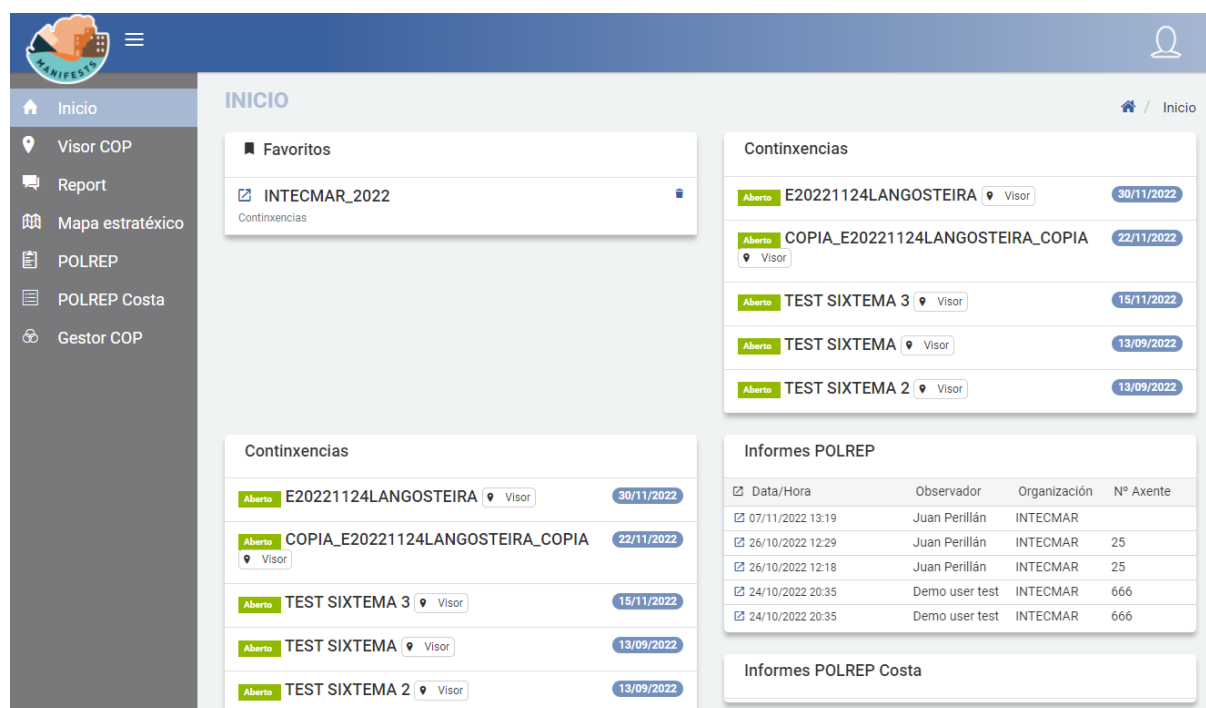 MANIFESTS
Inicio
Visor COP
Report
Mapa estratéxico
POLREP
POLREP Costa
Gestor COP
INICIO
/ Inicio
Favoritos
INTECMAR_2022
Continxencias
Continxencias
Aberto E20221124LANGOSTEIRA Visor 30/11/2022
Aberto COPIA_E20221124LANGOSTEIRA_COPIA 22/11/2022
Visor
Aberto TEST SIXTEMA 3 Visor 15/11/2022
Aberto TEST SIXTEMA Visor 13/09/2022
Aberto TEST SIXTEMA 2 Visor 13/09/2022
Continxencias
Aberto E20221124LANGOSTEIRA Visor 30/11/2022
Aberto COPIA_E20221124LANGOSTEIRA_COPIA 22/11/2022
Visor
Aberto TEST SIXTEMA 3 Visor 15/11/2022
Aberto TEST SIXTEMA Visor 13/09/2022
Aberto TEST SIXTEMA 2 Visor 13/09/2022
Informes POLREP
Data/Hora Observador Organización Nº Axente
07/11/2022 13:19 Juan Perillán INTECMAR
26/10/2022 12:29 Juan Perillán INTECMAR 25
26/10/2022 12:18 Juan Perillán INTECMAR 25
24/10/2022 20:35 Demo user test INTECMAR 666
24/10/2022 20:35 Demo user test INTECMAR 666
Informes POLREP Costa